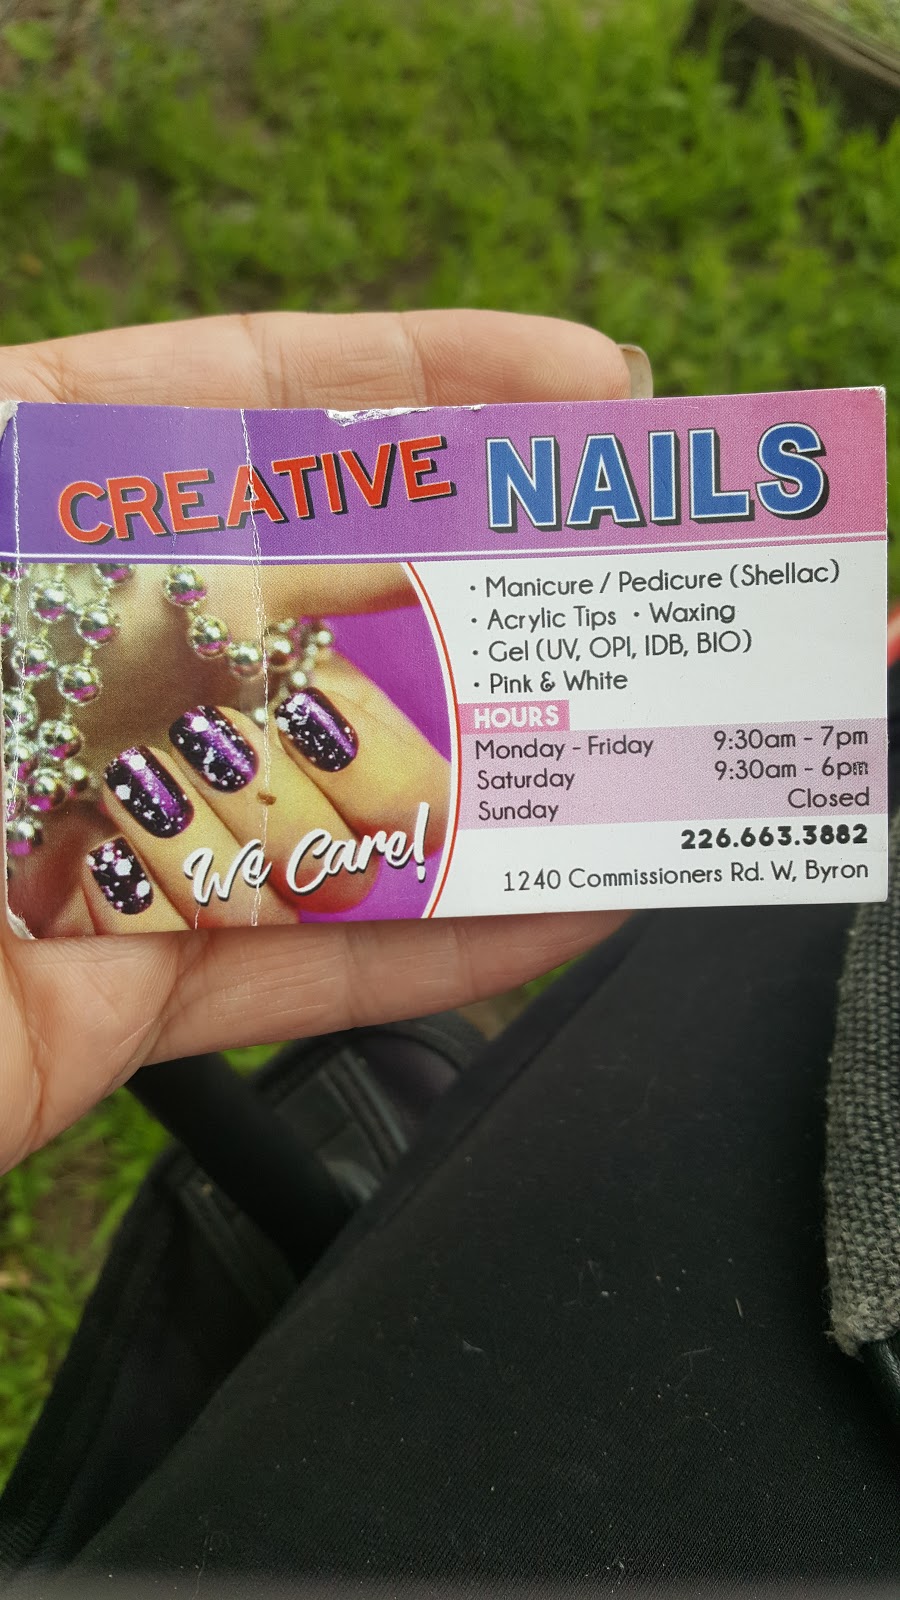 CREATIVE NAILS
• Manicure / Pedicure (Shellac)
• Acrylic Tips • Waxing
• Gel (UV, OPI, IDB, BIO)
• Pink & White
HOURS
Monday - Friday 9:30am - 7pm
Saturday 9:30am - 6pm
Sunday Closed
We Care!
226.663.3882
1240 Commissioners Rd. W, Byron